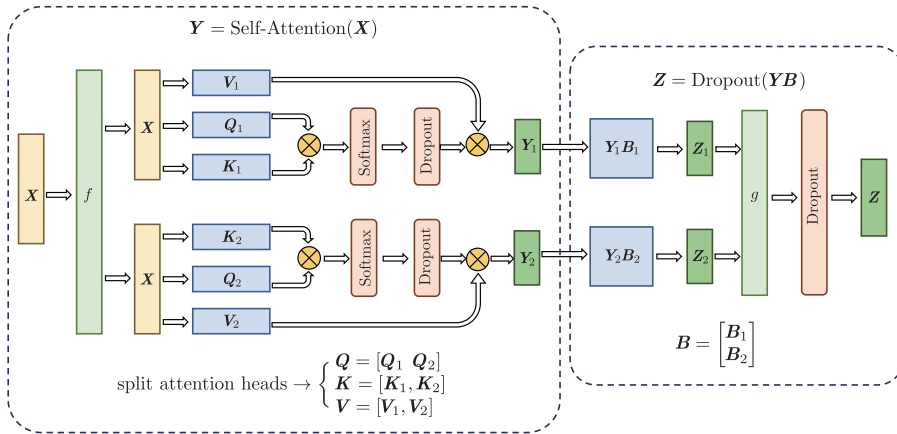 Y = Self-Attention(X)
Z = Dropout(YB)
X
f
X
V₁
Q₁
K₁
Softmax
Dropout
Y₁
Y₁B₁
Z₁
X
K₂
Q₂
V₂
Softmax
Dropout
Y₂
Y₂B₂
Z₂
g
Dropout
Z
split attention heads → { Q = [Q₁ Q₂]
K = [K₁, K₂]
V = [V₁, V₂]
B = [B₁
B₂]